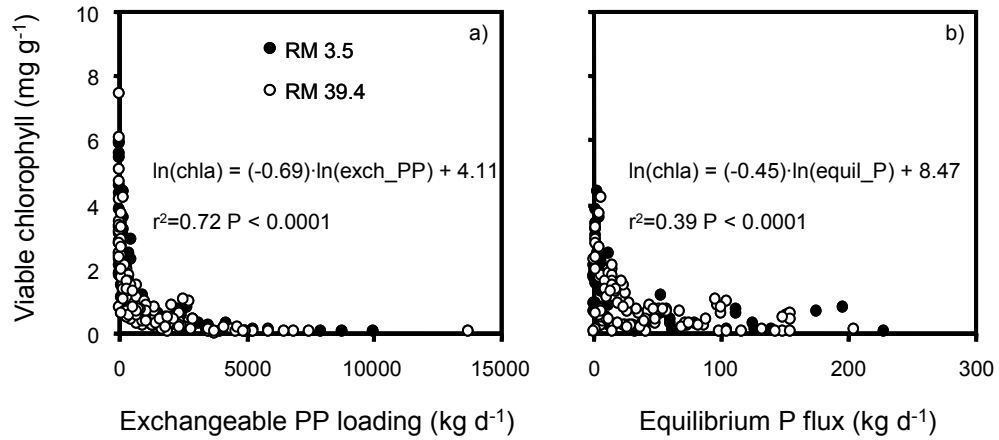 Viable chlorophyll (mg g-1)
10
8
6
4
2
0
a)
RM 3.5
RM 39.4
ln(chla) = (-0.69)·ln(exch_PP) + 4.11
r2=0.72 P < 0.0001
0 5000 10000 15000
Exchangeable PP loading (kg d-1)
b)
ln(chla) = (-0.45)·ln(equil_P) + 8.47
r2=0.39 P < 0.0001
0 100 200 300
Equilibrium P flux (kg d-1)